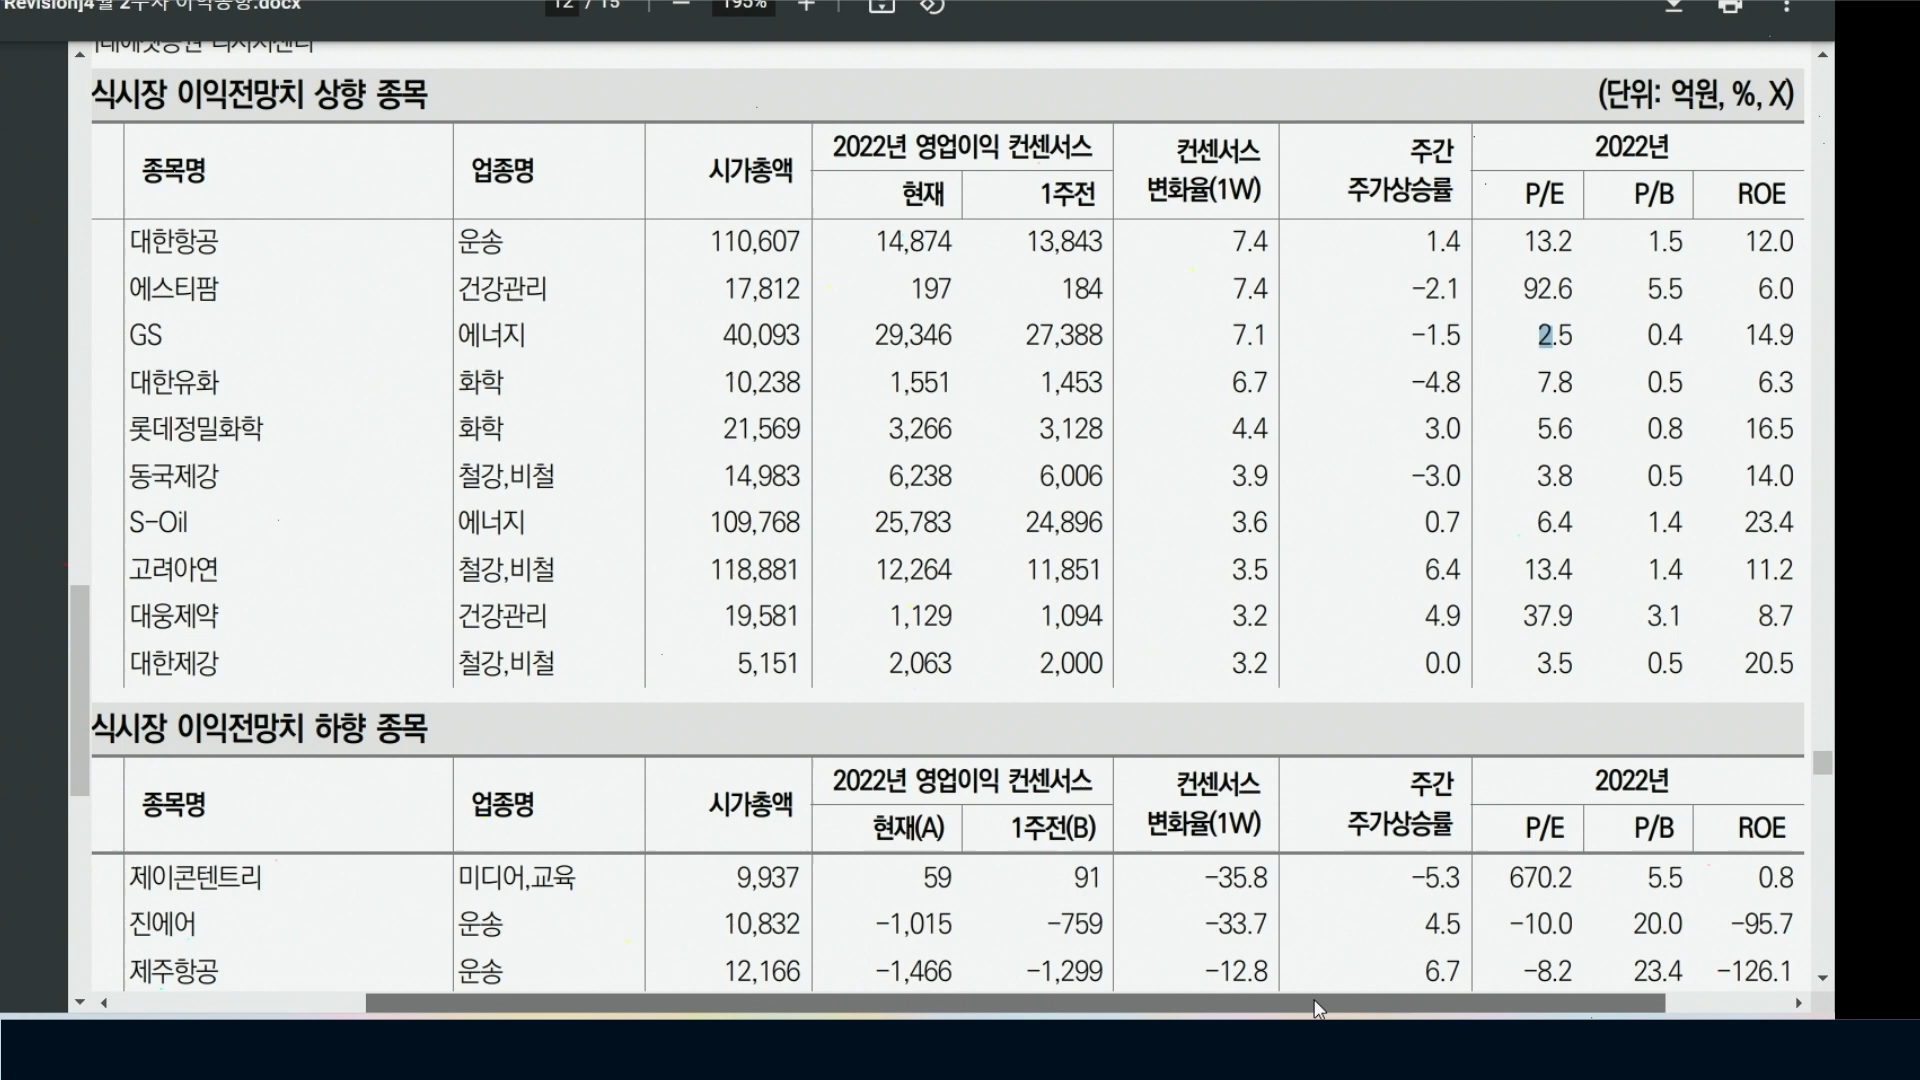 Revision]4월 2주차 이익동향.docx 12 / 15 195%
식시장 이익전망치 상향 종목 (단위: 억원, %, X)
종목명 업종명 시가총액 2022년 영업이익 컨센서스 컨센서스 주간 2022년
현재 1주전 변화율(1W) 주가상승률 P/E P/B ROE
대한항공 운송 110,607 14,874 13,843 7.4 1.4 13.2 1.5 12.0
에스티팜 건강관리 17,812 197 184 7.4 −2.1 92.6 5.5 6.0
GS 에너지 40,093 29,346 27,388 7.1 −1.5 2.5 0.4 14.9
대한유화 화학 10,238 1,551 1,453 6.7 −4.8 7.8 0.5 6.3
롯데정밀화학 화학 21,569 3,266 3,128 4.4 3.0 5.6 0.8 16.5
동국제강 철강,비철 14,983 6,238 6,006 3.9 −3.0 3.8 0.5 14.0
S-Oil 에너지 109,768 25,783 24,896 3.6 0.7 6.4 1.4 23.4
고려아연 철강,비철 118,881 12,264 11,851 3.5 6.4 13.4 1.4 11.2
대웅제약 건강관리 19,581 1,129 1,094 3.2 4.9 37.9 3.1 8.7
대한제강 철강,비철 5,151 2,063 2,000 3.2 0.0 3.5 0.5 20.5
식시장 이익전망치 하향 종목
종목명 업종명 시가총액 2022년 영업이익 컨센서스 컨센서스 주간 2022년
현재(A) 1주전(B) 변화율(1W) 주가상승률 P/E P/B ROE
제이콘텐트리 미디어,교육 9,937 59 91 −35.8 −5.3 670.2 5.5 0.8
진에어 운송 10,832 −1,015 −759 −33.7 4.5 −10.0 20.0 −95.7
제주항공 운송 12,166 −1,466 −1,299 −12.8 6.7 −8.2 23.4 −126.1